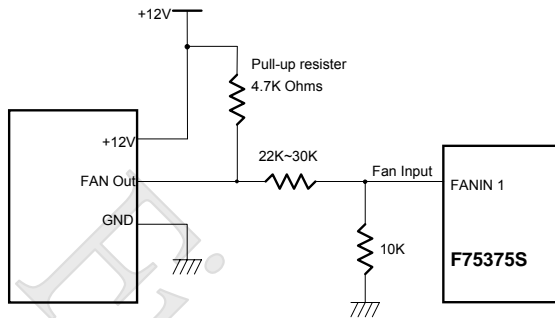 +12V
Pull-up resister
4.7K Ohms
+12V
22K~30K
Fan Input
FAN Out
FANIN 1
GND
10K
F75375S